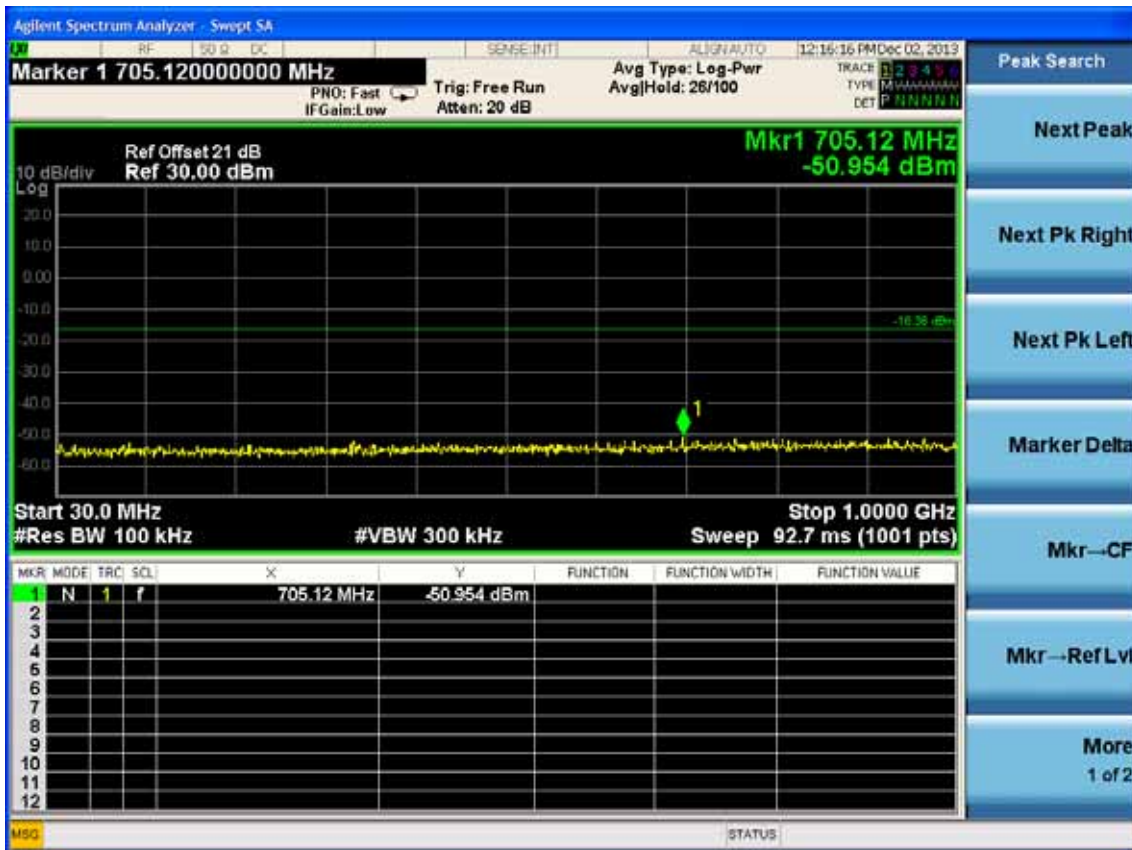 Agilent Spectrum Analyzer - Swept SA
RF 50 Ω DC SENSE:INT ALIGN AUTO 12:16:16 PM Dec 02, 2013
Marker 1 705.120000000 MHz
PNO: Fast
IFGain:Low
Trig: Free Run
Atten: 20 dB
Avg Type: Log-Pwr
Avg|Hold: 26/100
TRACE 1 2 3 4 5 6
TYPE M
DET P N N N N N
Mkr1 705.12 MHz
-50.954 dBm
Ref Offset 21 dB
10 dB/div Ref 30.00 dBm
Log
20.0
10.0
0.00
-10.0
-16.36 dBm
-20.0
-30.0
-40.0
1
-50.0
-60.0
Start 30.0 MHz Stop 1.0000 GHz
#Res BW 100 kHz #VBW 300 kHz Sweep 92.7 ms (1001 pts)
MKR MODE TRC SCL X Y FUNCTION FUNCTION WIDTH FUNCTION VALUE
1 N 1 f 705.12 MHz -50.954 dBm
2
3
4
5
6
7
8
9
10
11
12
MSG STATUS
Peak Search
Next Peak
Next Pk Right
Next Pk Left
Marker Delta
Mkr→CF
Mkr→Ref Lvl
More
1 of 2